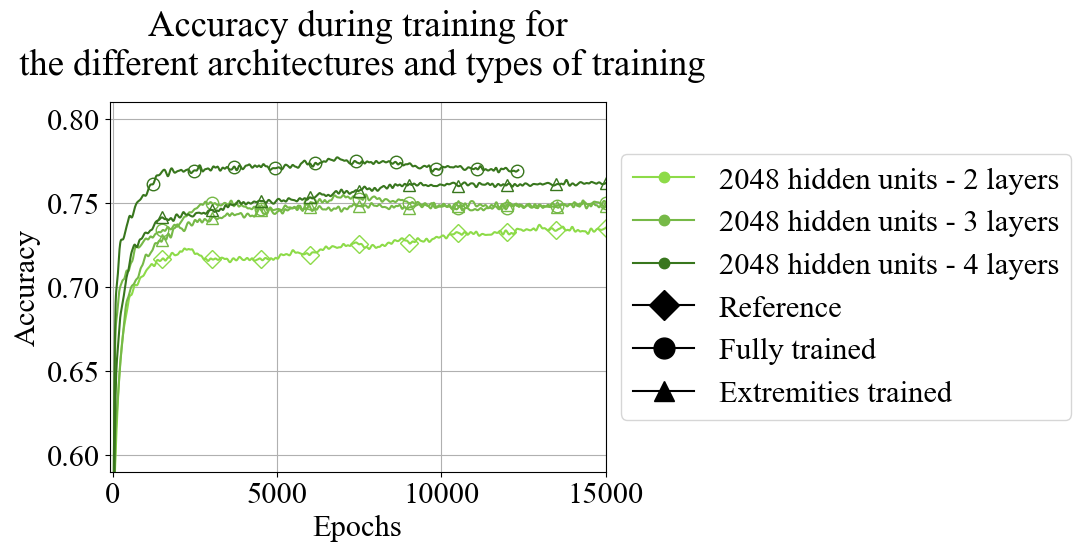 Accuracy during training for
the different architectures and types of training
0.80
0.75
0.70
0.65
0.60
Accuracy
0
5000
10000
15000
Epochs
2048 hidden units - 2 layers
2048 hidden units - 3 layers
2048 hidden units - 4 layers
Reference
Fully trained
Extremities trained